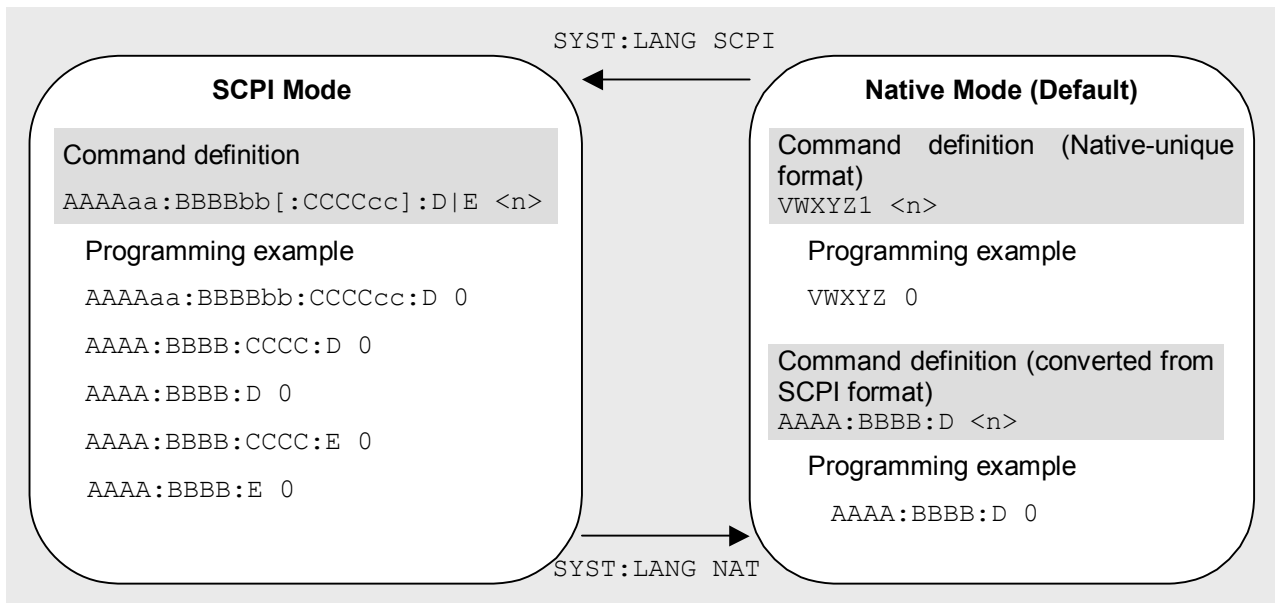 SYST:LANG SCPI
SCPI Mode
Command definition
AAAAaa:BBBBbb[:CCCCcc]:D|E <n>
Programming example
AAAAaa:BBBBbb:CCCCcc:D 0
AAAA:BBBB:CCCC:D 0
AAAA:BBBB:D 0
AAAA:BBBB:CCCC:E 0
AAAA:BBBB:E 0
Native Mode (Default)
Command definition (Native-unique
format)
VWXYZ1 <n>
Programming example
VWXYZ 0
Command definition (converted from
SCPI format)
AAAA:BBBB:D <n>
Programming example
AAAA:BBBB:D 0
SYST:LANG NAT